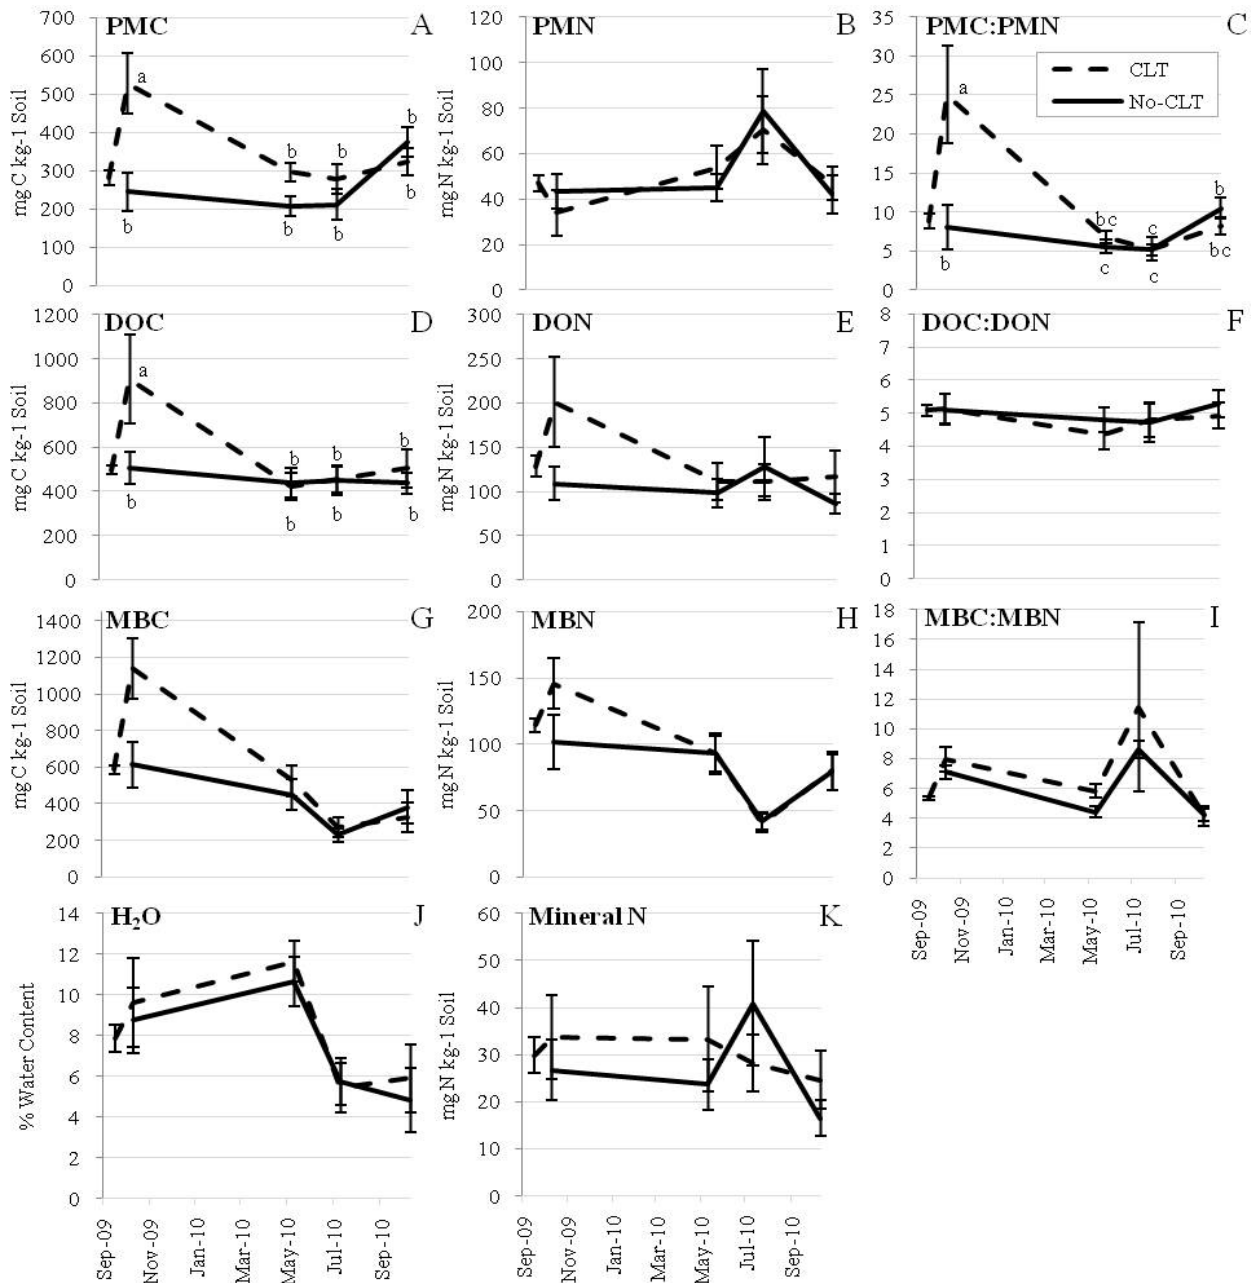 PMC A
700
600
500
400
300
200
100
0
mgC kg-1 Soil
a
b
b
b
b
b
b
b
PMN B
120
100
80
60
40
20
0
mgN kg-1 Soil
PMC:PMN C
35
30
25
20
15
10
5
0
CLT
No-CLT
a
b
bc
c
b
b
c
c
bc
DOC D
1200
1000
800
600
400
200
0
mgC kg-1 Soil
a
b
b
b
b
b
b
b
DON E
300
250
200
150
100
50
0
mgN kg-1 Soil
DOC:DON F
8
7
6
5
4
3
2
1
0
MBC G
1400
1200
1000
800
600
400
200
0
mgC kg-1 Soil
MBN H
200
150
100
50
0
mgN kg-1 Soil
MBC:MBN I
18
16
14
12
10
8
6
4
2
0
Sep-09
Nov-09
Jan-10
Mar-10
May-10
Jul-10
Sep-10
H₂O J
14
12
10
8
6
4
2
0
% Water Content
Sep-09
Nov-09
Jan-10
Mar-10
May-10
Jul-10
Sep-10
Mineral N K
60
50
40
30
20
10
0
mgN kg-1 Soil
Sep-09
Nov-09
Jan-10
Mar-10
May-10
Jul-10
Sep-10